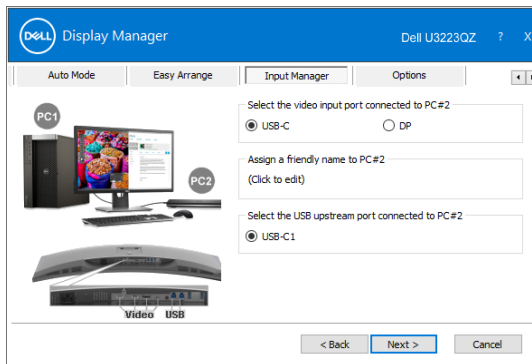 DELL Display Manager
Dell U3223QZ ? X
Auto Mode Easy Arrange Input Manager Options
PC1
PC2
Video USB
Select the video input port connected to PC#2
USB-C DP
Assign a friendly name to PC#2
(Click to edit)
Select the USB upstream port connected to PC#2
USB-C1
< Back Next > Cancel